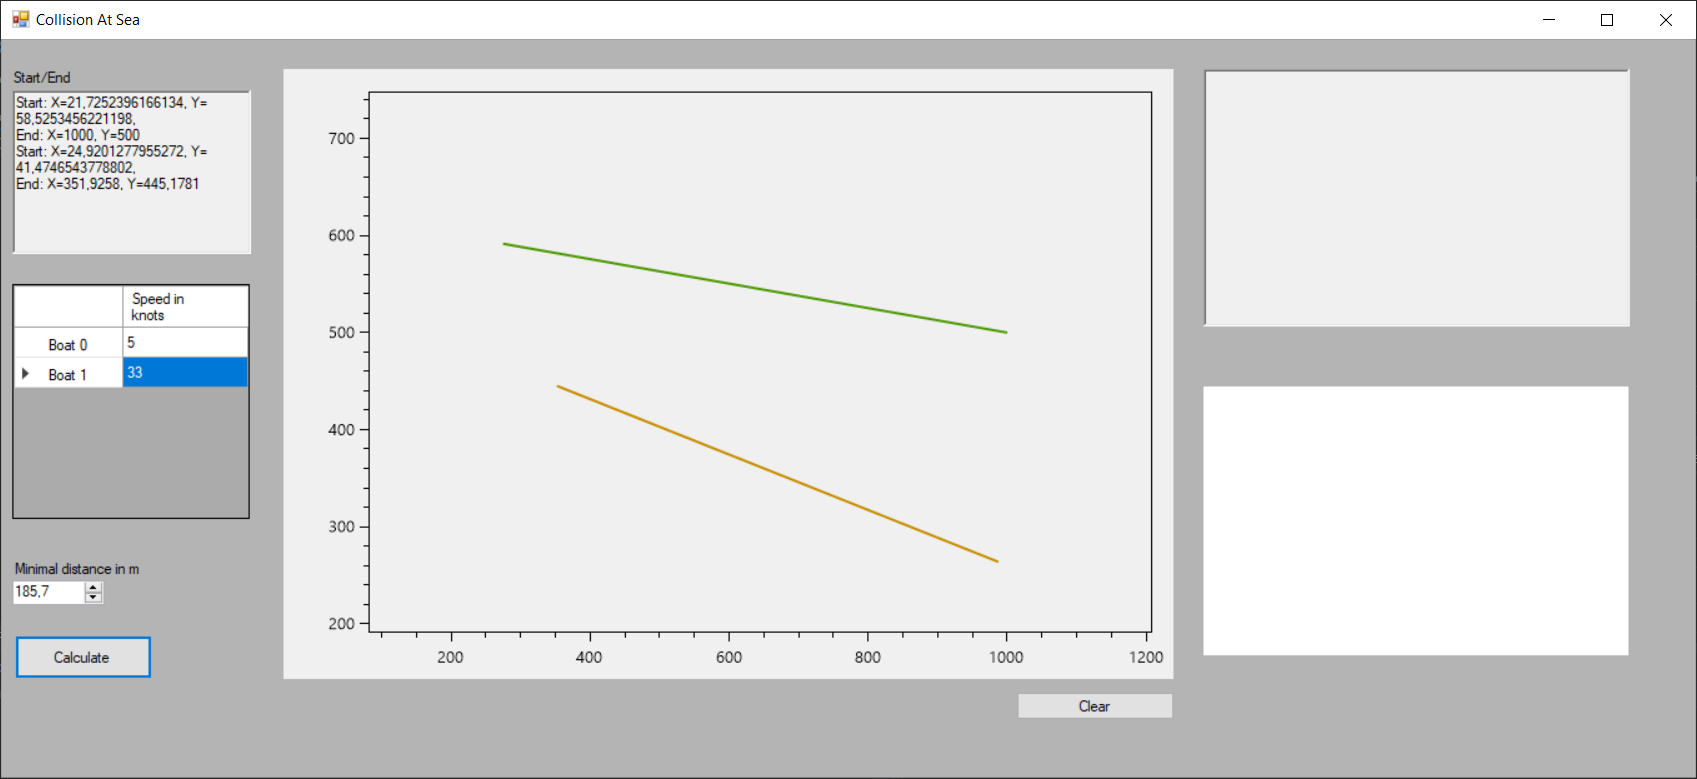 Collision At Sea
Start/End
Start: X=21,7252396166134, Y=
58,5253456221198,
End: X=1000, Y=500
Start: X=24,9201277955272, Y=
41,4746543778802,
End: X=351,9258, Y=445,1781
Speed in
knots
Boat 0 5
Boat 1 33
Minimal distance in m
185,7
Calculate
700
600
500
400
300
200
200 400 600 800 1000 1200
Clear